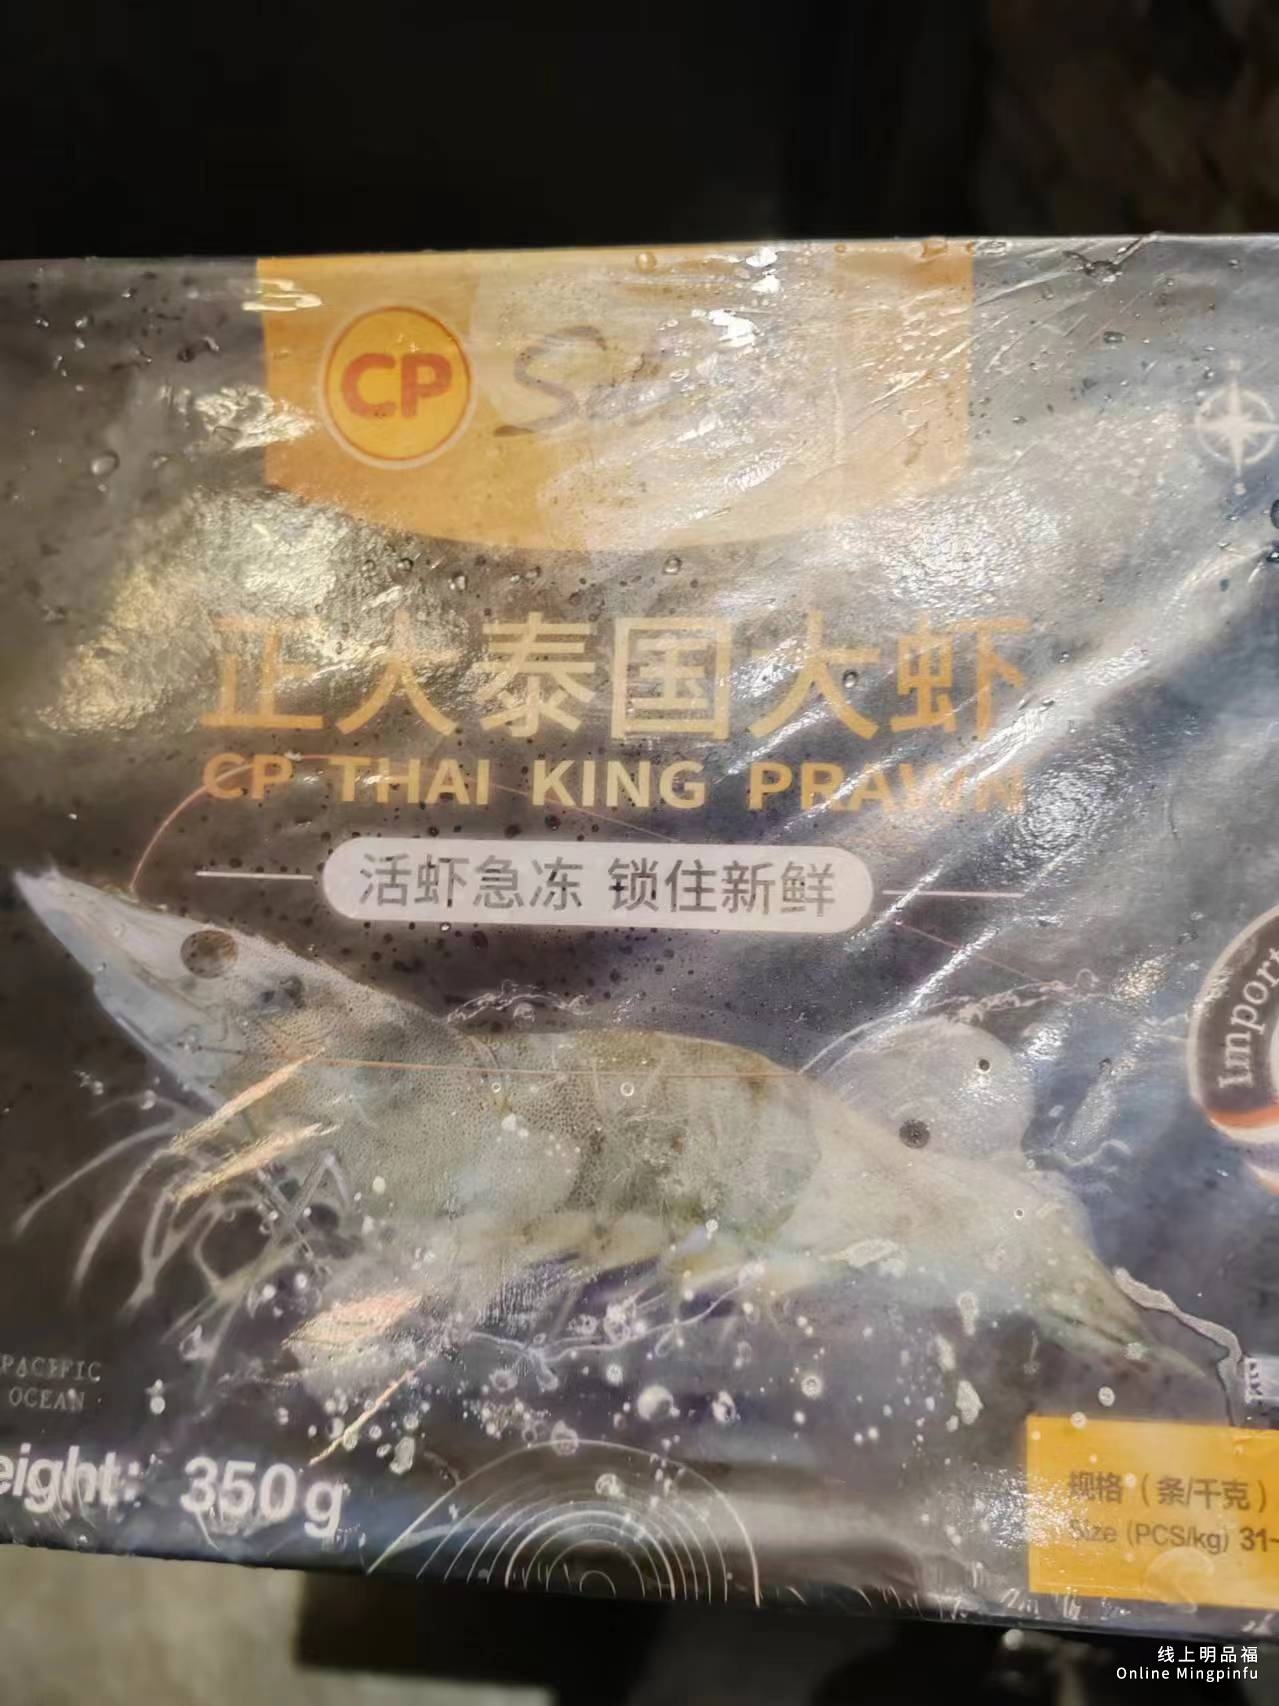 CP
正大泰国大虾
CP THAI KING PRAWN
活虾急冻 锁住新鲜
Import
PACIFIC
OCEAN
eight: 350g
规格（条/千克）
Size (PCS/kg) 31-
线上明品福
Online Mingpinfu